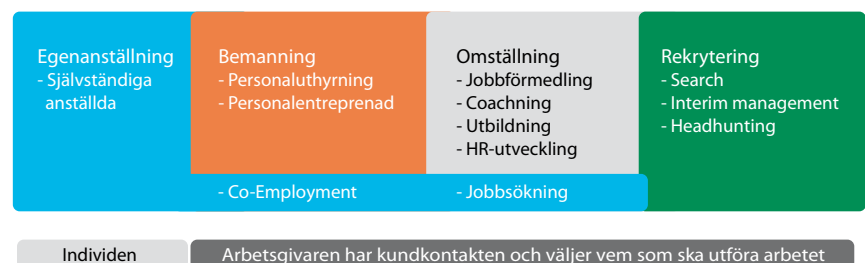 Egenanställning
- Självständiga
anställda
Bemanning
- Personaluthyrning
- Personalentreprenad
Omställning
- Jobbförmedling
- Coachning
- Utbildning
- HR-utveckling
Rekrytering
- Search
- Interim management
- Headhunting
- Co-Employment
- Jobbsökning
Individen
Arbetsgivaren har kundkontakten och väljer vem som ska utföra arbetet